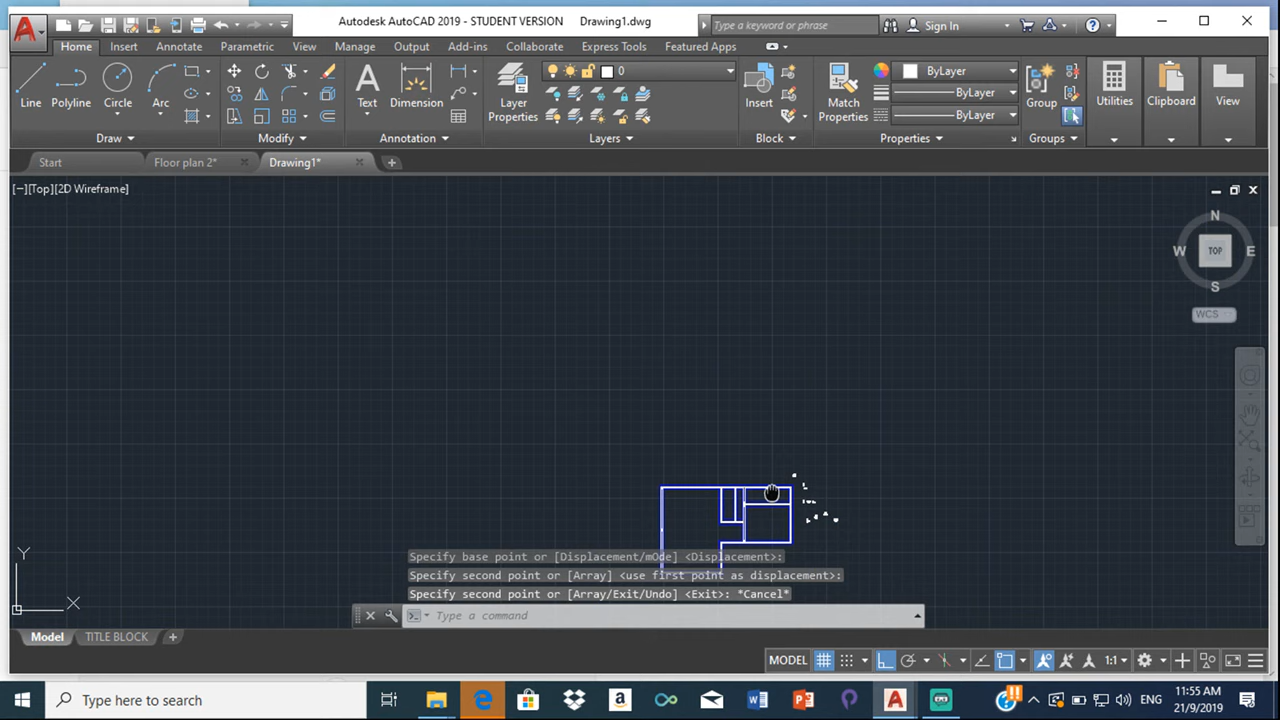 Autodesk AutoCAD 2019 - STUDENT VERSION Drawing1.dwg
Type a keyword or phrase
Sign In
Home Insert Annotate Parametric View Manage Output Add-ins Collaborate Express Tools Featured Apps
0
ByLayer
ByLayer
ByLayer
Line Polyline Circle Arc Text Dimension Layer Properties Insert Match Properties Group Utilities Clipboard View
Draw Modify Annotation Layers Block Properties Groups
Start Floor plan 2* Drawing1*
[−][Top][2D Wireframe]
N
W TOP E
S
WCS
Specify base point or [Displacement/mOde] <Displacement>:
Specify second point or [Array] <use first point as displacement>:
Specify second point or [Array/Exit/Undo] <Exit>: *Cancel*
Type a command
Y
X
Model TITLE BLOCK
MODEL 1:1
Type here to search
ENG
11:55 AM
21/9/2019